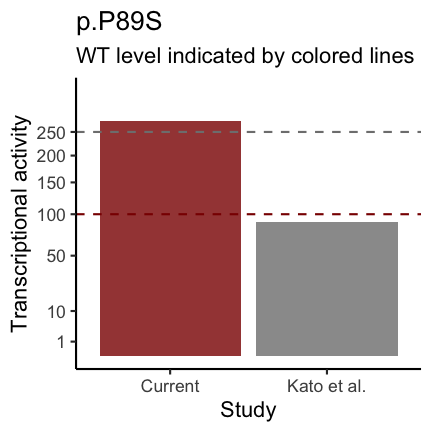 p.P89S
WT level indicated by colored lines
Transcriptional activity
250
200
150
100
50
10
1
Current
Kato et al.
Study